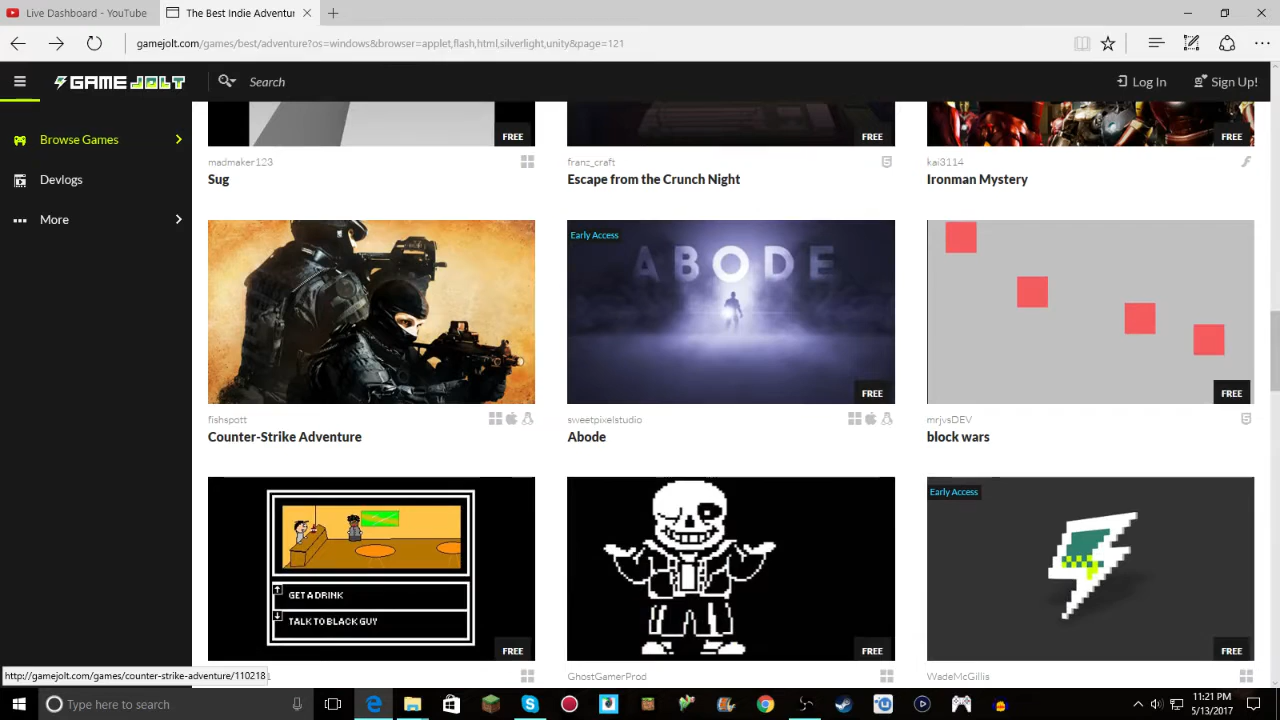 Live Dashboard - YouTube
The Best Indie Adventure
gamejolt.com/games/best/adventure?os=windows&browser=applet,flash,html,silverlight,unity&page=121
GAME JOLT
Search
Log In
Sign Up!
Browse Games
Devlogs
More
FREE
FREE
FREE
madmaker123
franz_craft
kai3114
Sug
Escape from the Crunch Night
Ironman Mystery
Early Access
ABODE
FREE
FREE
fishspott
sweetpixelstudio
mrjvsDEV
Counter-Strike Adventure
Abode
block wars
Early Access
GET A DRINK
TALK TO BLACK GUY
FREE
FREE
FREE
http://gamejolt.com/games/counter-strike-adventure/110218
GhostGamerProd
WadeMcGillis
Type here to search
11:21 PM
5/13/2017